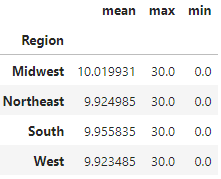 mean max min
Region
Midwest 10.019931 30.0 0.0
Northeast 9.924985 30.0 0.0
South 9.955835 30.0 0.0
West 9.923485 30.0 0.0